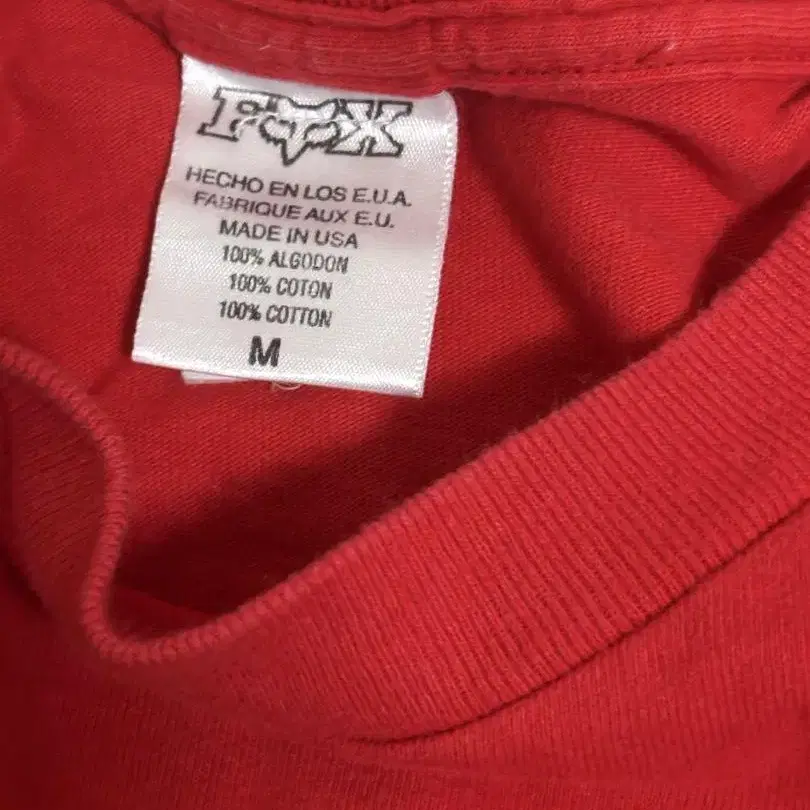 FOX
HECHO EN LOS E.U.A.
FABRIQUE AUX E.U.
MADE IN USA
100% ALGODON
100% COTON
100% COTTON
M